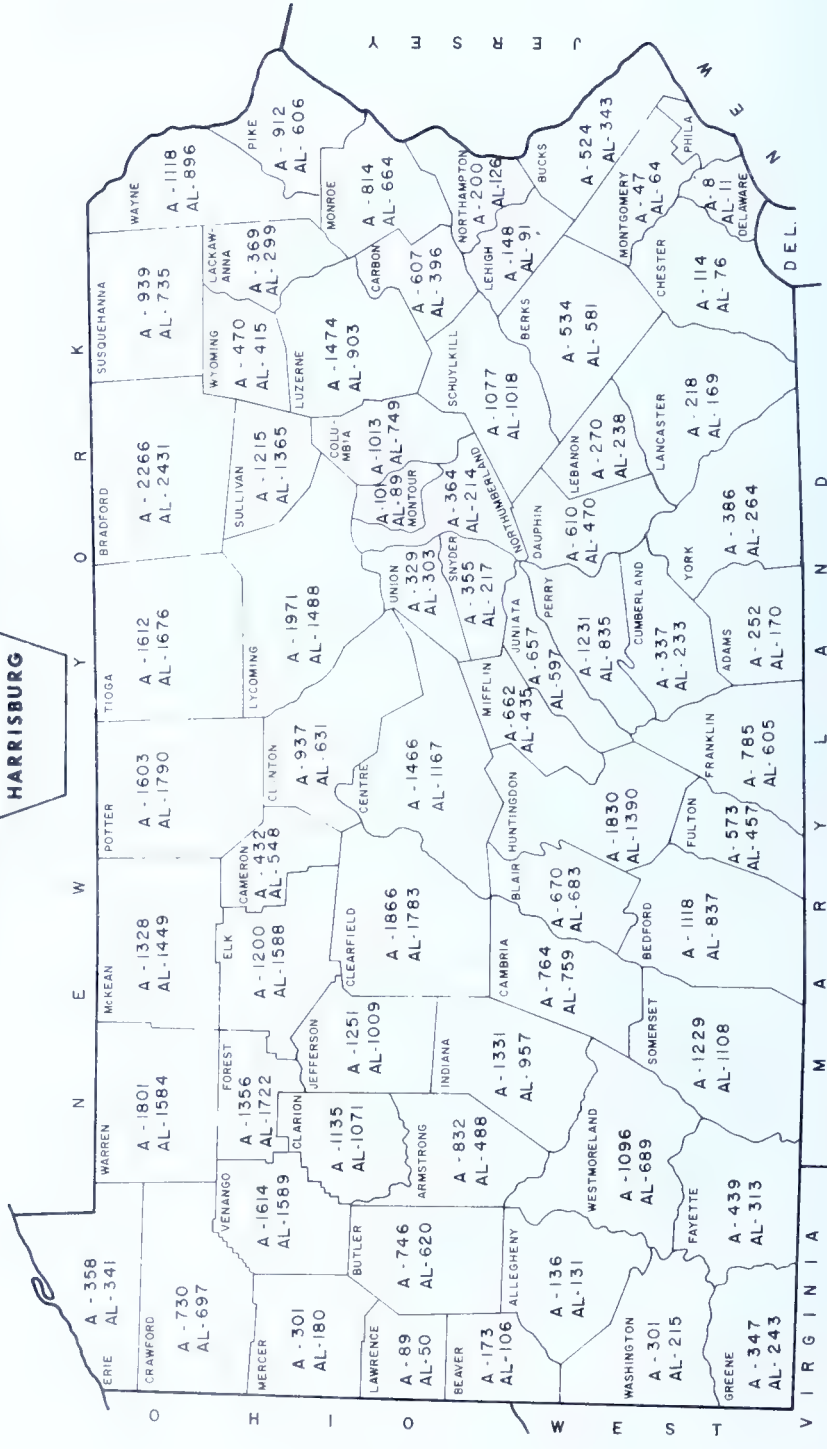 HARRISBURG
N E W Y O R K
J E R S E Y
N E W
DEL.
M A R Y L A N D
W E S T
V I R G I N I A
O H I O
ERIE
A - 358
AL-341
CRAWFORD
A -730
AL-697
MERCER
A - 301
AL-180
LAWRENCE
A - 89
AL-50
BEAVER
A -173
AL-106
WASHINGTON
A - 301
AL-215
GREENE
A - 347
AL-243
WARREN
A -1801
AL-1584
VENANGO
A -1614
AL-1589
BUTLER
A - 746
AL-620
ALLEGHENY
A -136
AL-131
FAYETTE
A -439
AL-313
WESTMORELAND
A -1096
AL-689
FOREST
A -1356
AL-1722
CLARION
A -1135
AL-1071
ARMSTRONG
A - 832
AL-488
JEFFERSON
A -1251
AL-1009
INDIANA
A -1331
AL-957
SOMERSET
A -1229
AL-1108
McKEAN
A -1328
AL-1449
ELK
A -1200
AL-1588
CLEARFIELD
A -1866
AL-1783
CAMBRIA
A -764
AL-759
BLAIR
A - 670
AL-683
BEDFORD
A -1118
AL-837
POTTER
A -1603
AL-1790
CAMERON
A - 432
AL-548
CLINTON
A - 937
AL-631
CENTRE
A -1466
AL-1167
HUNTINGDON
A -1830
AL-1390
FULTON
A-573
AL-457
FRANKLIN
A -785
AL-605
TIOGA
A -1612
AL-1676
LYCOMING
A -1971
AL-1488
UNION
A -329
AL-303
SNYDER
A - 355
AL-217
MIFFLIN
A-662
AL-435
JUNIATA
A-657
AL-597
PERRY
A -1231
AL-835
CUMBERLAND
A -337
AL-233
ADAMS
A - 252
AL-170
YORK
A - 386
AL-264
BRADFORD
A -2266
AL-2431
SULLIVAN
A -1215
AL-1365
COLU-
MBIA
A-1013
AL-749
MONTOUR
A-101
AL-89
NORTHUMBERLAND
A - 364
AL-214
DAUPHIN
A-610
AL-470
LEBANON
A -270
AL-238
LANCASTER
A - 218
AL-169
SUSQUEHANNA
A - 939
AL-735
WYOMING
A - 470
AL-415
LACKAW-
ANNA
A - 369
AL-299
LUZERNE
A -1474
AL-903
SCHUYLKILL
A -1077
AL-1018
BERKS
A - 534
AL-581
CHESTER
A -114
AL-76
WAYNE
A -1118
AL-896
PIKE
A - 912
AL-606
MONROE
A - 814
AL-664
CARBON
A -607
AL-396
NORTHAMPTON
A -200
AL-126
LEHIGH
A -148
AL-91
BUCKS
A - 524
AL-343
MONTGOMERY
A - 47
AL-64
PHILA
A - 8
AL-11
DELAWARE